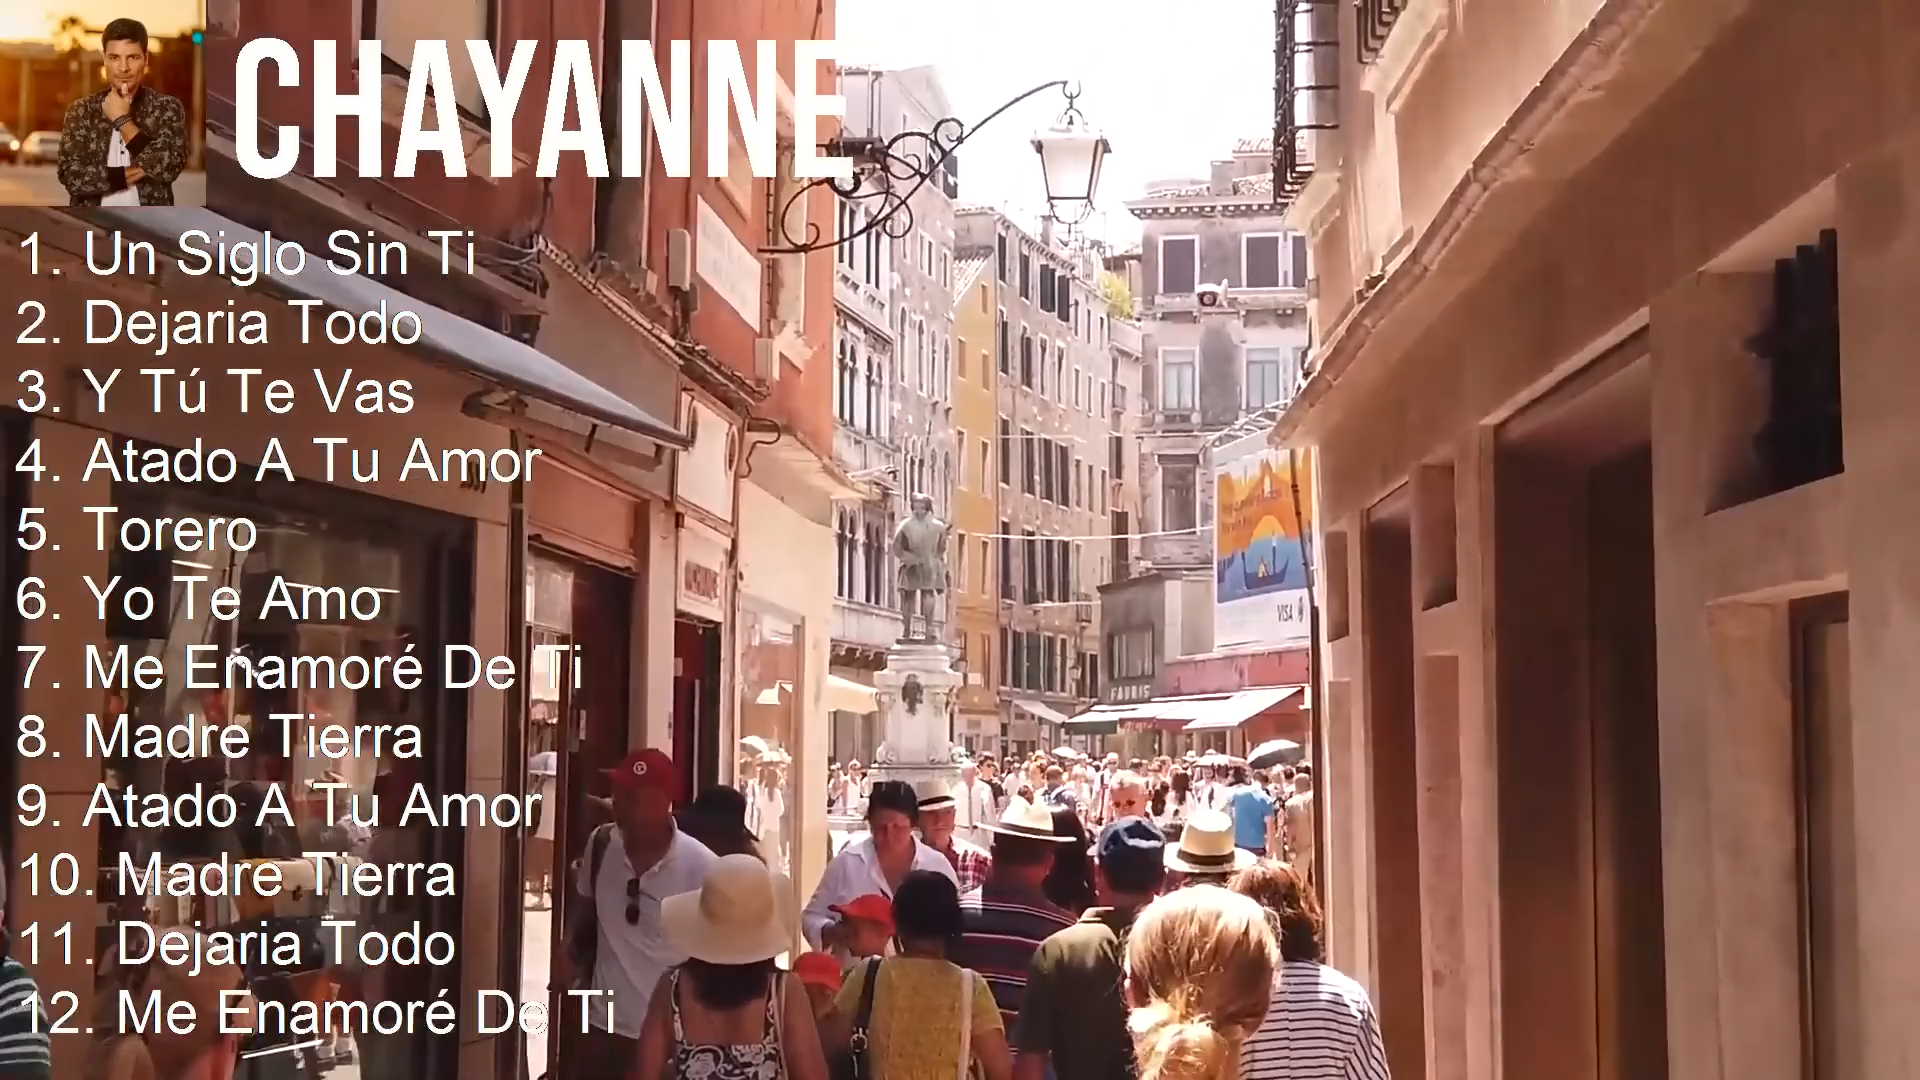 CHAYANNE
1. Un Siglo Sin Ti
2. Dejaria Todo
3. Y Tú Te Vas
4. Atado A Tu Amor
5. Torero
6. Yo Te Amo
7. Me Enamoré De Ti
8. Madre Tierra
9. Atado A Tu Amor
10. Madre Tierra
11. Dejaria Todo
12. Me Enamoré De Ti
VISA
FAURIS